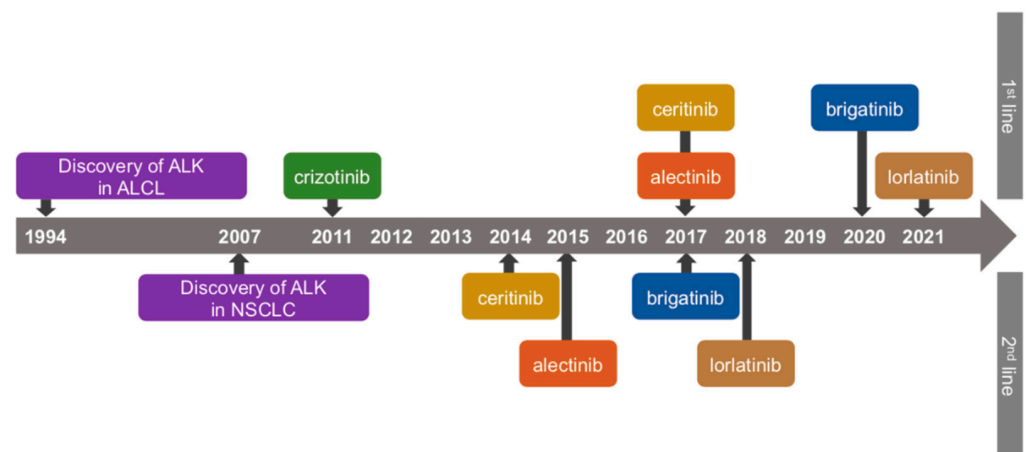 1st line
ceritinib
brigatinib
Discovery of ALK
in ALCL
crizotinib
alectinib
lorlatinib
1994 2007 2011 2012 2013 2014 2015 2016 2017 2018 2019 2020 2021
Discovery of ALK
in NSCLC
ceritinib
brigatinib
alectinib
lorlatinib
2nd line